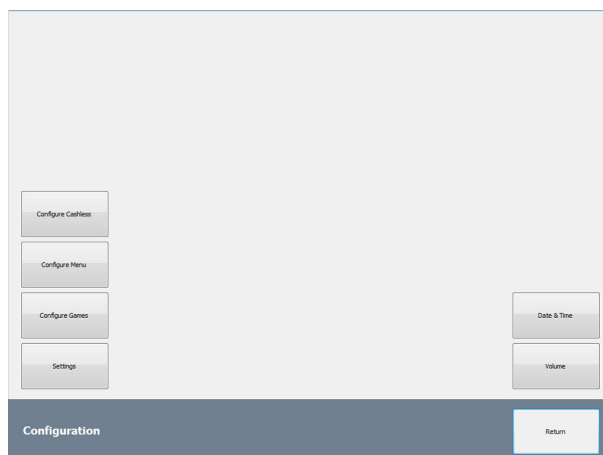 Configure Cashless
Configure Menu
Configure Games
Date & Time
Settings
Volume
Configuration
Return